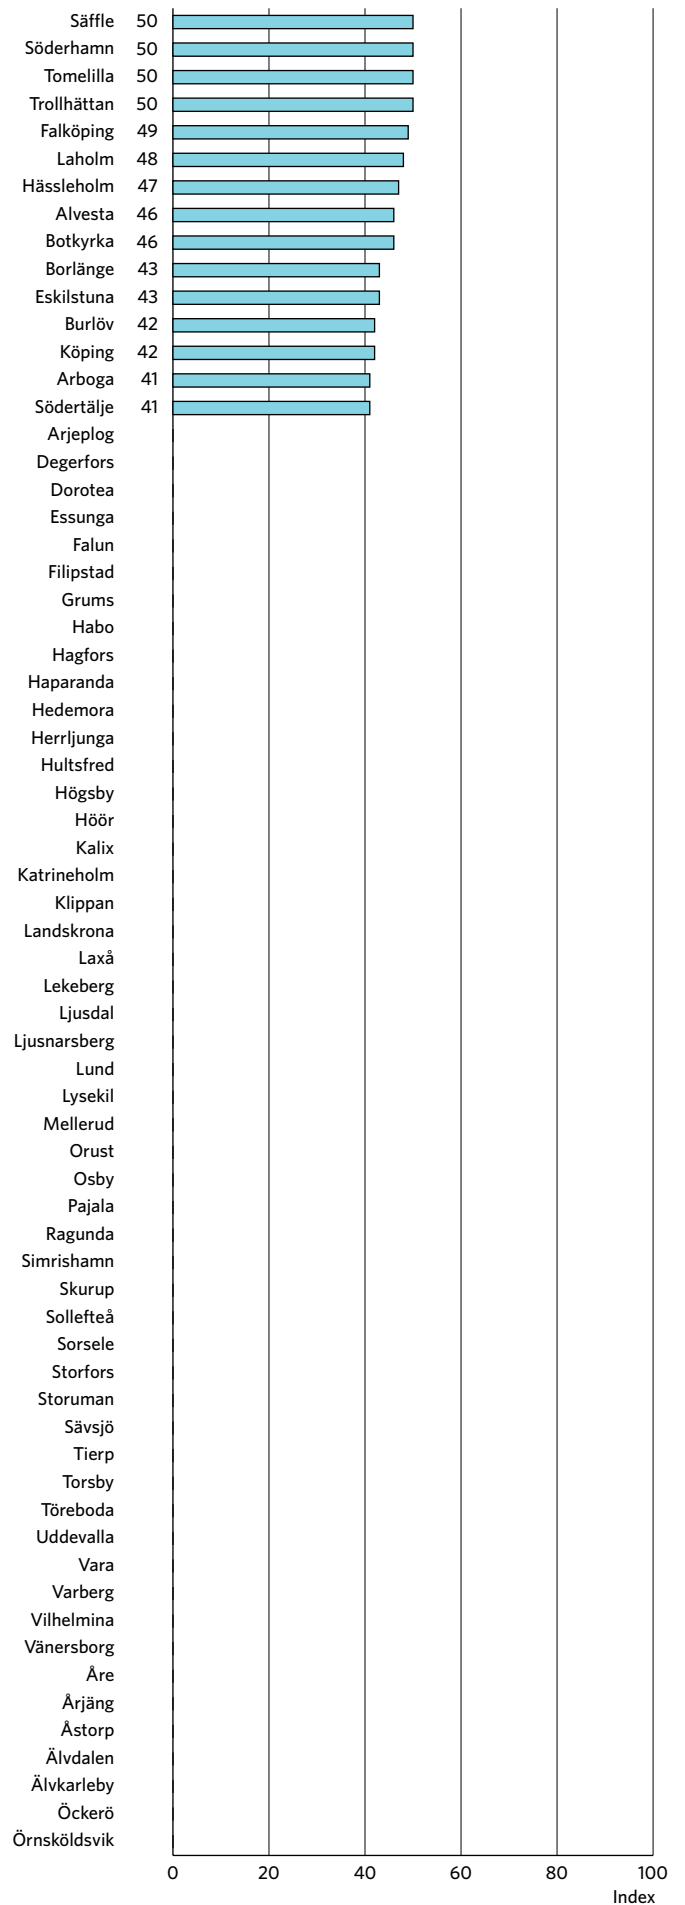 Säffle 50
Söderhamn 50
Tomelilla 50
Trollhättan 50
Falköping 49
Laholm 48
Hässleholm 47
Alvesta 46
Botkyrka 46
Borlänge 43
Eskilstuna 43
Burlöv 42
Köping 42
Arboga 41
Södertälje 41
Arjeplog
Degerfors
Dorotea
Essunga
Falun
Filipstad
Grums
Habo
Hagfors
Haparanda
Hedemora
Herrljunga
Hultsfred
Högsby
Höör
Kalix
Katrineholm
Klippan
Landskrona
Laxå
Lekeberg
Ljusdal
Ljusnarsberg
Lund
Lysekil
Mellerud
Orust
Osby
Pajala
Ragunda
Simrishamn
Skurup
Sollefteå
Sorsele
Storfors
Storuman
Sävsjö
Tierp
Torsby
Töreboda
Uddevalla
Vara
Varberg
Vilhelmina
Vänersborg
Åre
Årjäng
Åstorp
Älvdalen
Älvkarleby
Öckerö
Örnsköldsvik
0 20 40 60 80 100
Index